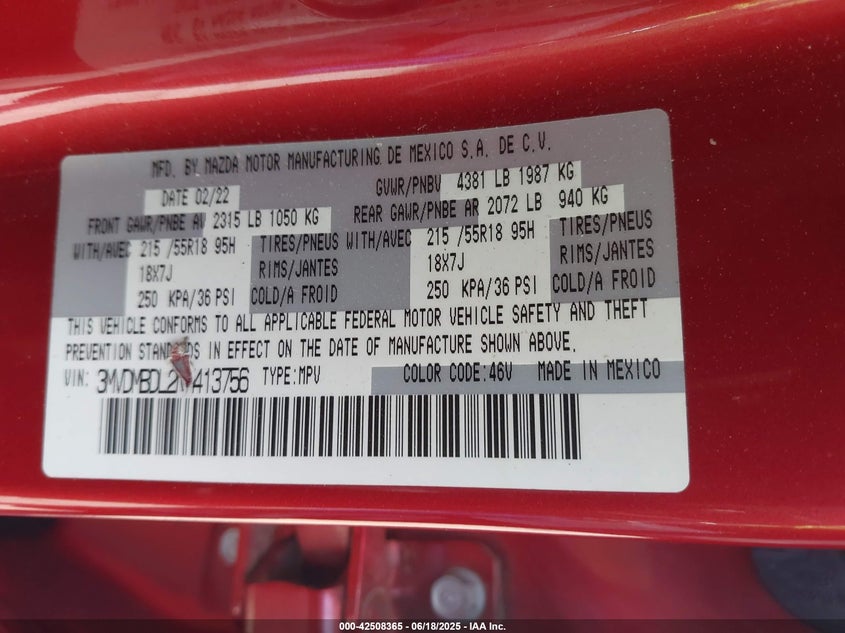 MFD. BY MAZDA MOTOR MANUFACTURING DE MEXICO S.A. DE C.V.
DATE 02/22 GVWR/PNBV 4381 LB 1987 KG
FRONT GAWR/PNBE AV 2315 LB 1050 KG REAR GAWR/PNBE AR 2072 LB 940 KG
WITH/AVEC 215 /55R18 95H TIRES/PNEUS WITH/AVEC 215 /55R18 95H TIRES/PNEUS
18X7J RIMS/JANTES 18X7J RIMS/JANTES
250 KPA/36 PSI COLD/A FROID 250 KPA/36 PSI COLD/A FROID
THIS VEHICLE CONFORMS TO ALL APPLICABLE FEDERAL MOTOR VEHICLE SAFETY AND THEFT
PREVENTION STANDARDS IN EFFECT ON THE DATE OF MANUFACTURE SHOWN ABOVE.
VIN: 3MVDMBDL2NM413756 TYPE:MPV COLOR CODE:46V MADE IN MEXICO
000-42508365 - 06/18/2025 - IAA Inc.